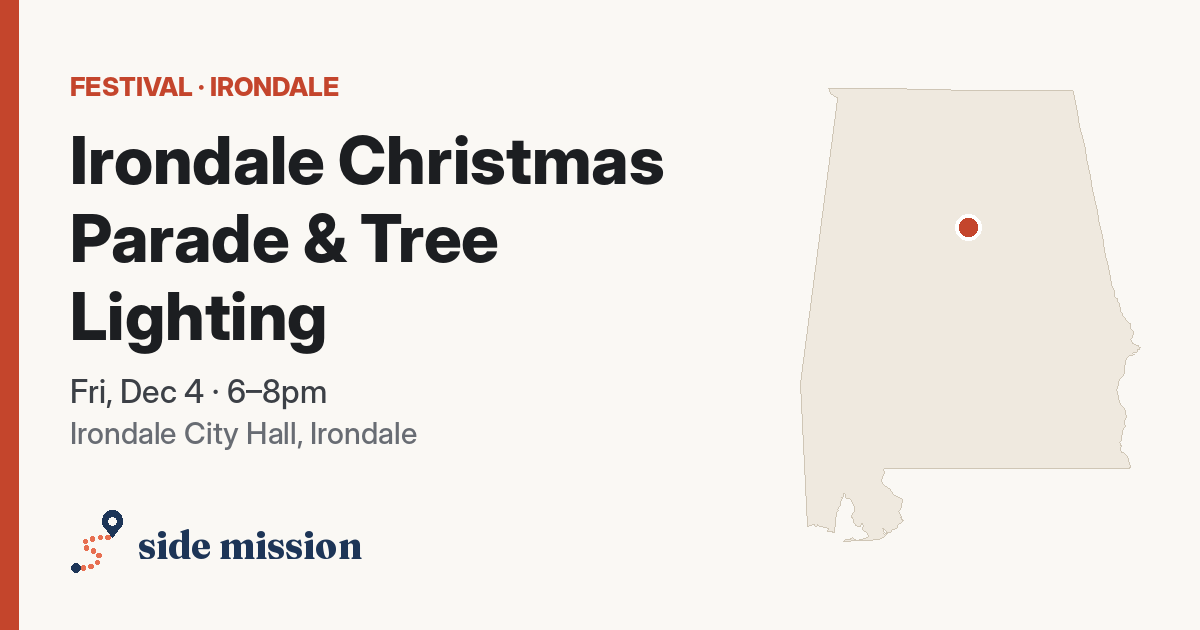 FESTIVAL · IRONDALE
Irondale Christmas
Parade & Tree
Lighting
Fri, Dec 4 · 6–8pm
Irondale City Hall, Irondale
side mission